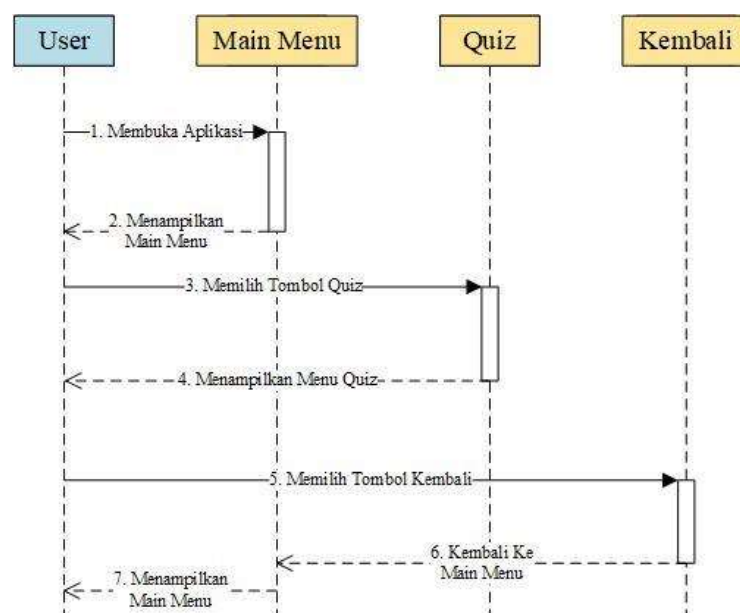 User Main Menu Quiz Kembali
1. Membuka Aplikasi
2. Menampilkan
Main Menu
3. Memilih Tombol Quiz
4. Menampilkan Menu Quiz
5. Memilih Tombol Kembali
6. Kembali Ke
Main Menu
7. Menampilkan
Main Menu